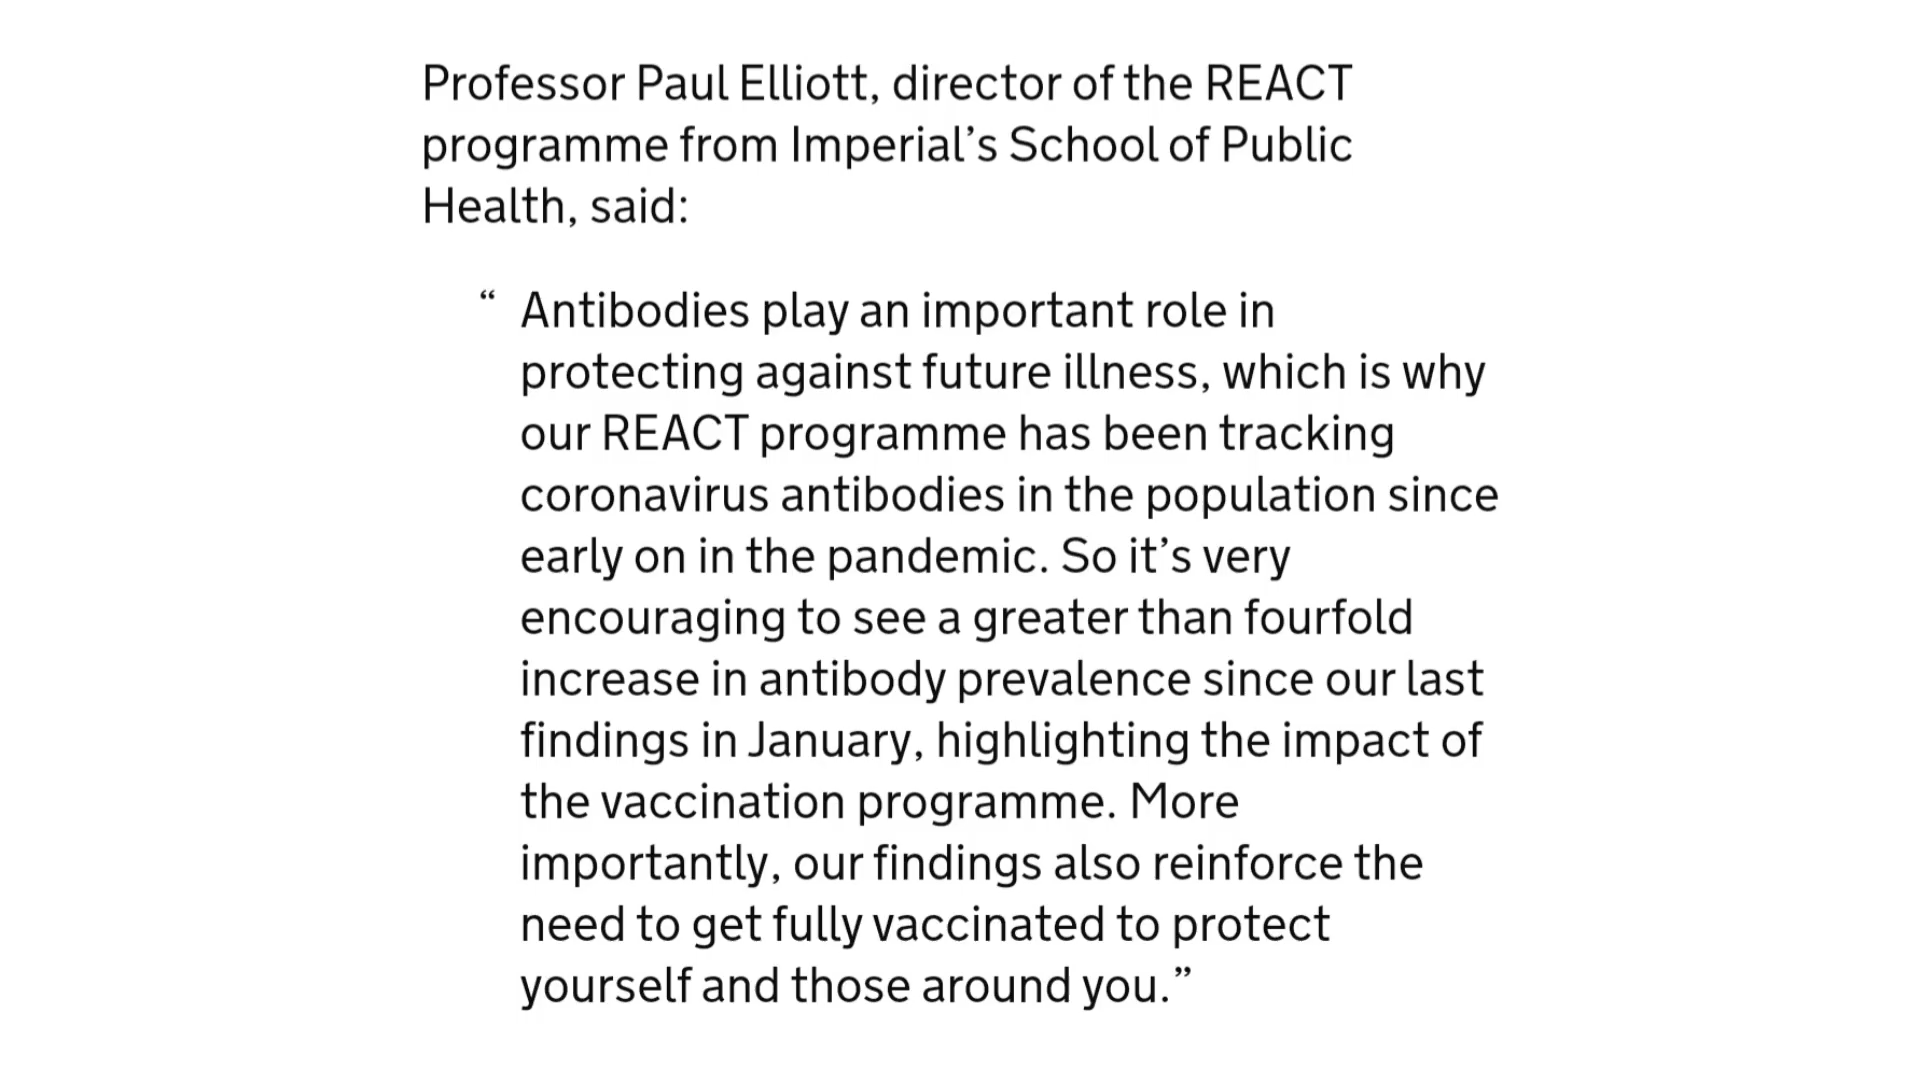 Professor Paul Elliott, director of the REACT
programme from Imperial’s School of Public
Health, said:
“ Antibodies play an important role in
protecting against future illness, which is why
our REACT programme has been tracking
coronavirus antibodies in the population since
early on in the pandemic. So it’s very
encouraging to see a greater than fourfold
increase in antibody prevalence since our last
findings in January, highlighting the impact of
the vaccination programme. More
importantly, our findings also reinforce the
need to get fully vaccinated to protect
yourself and those around you.”